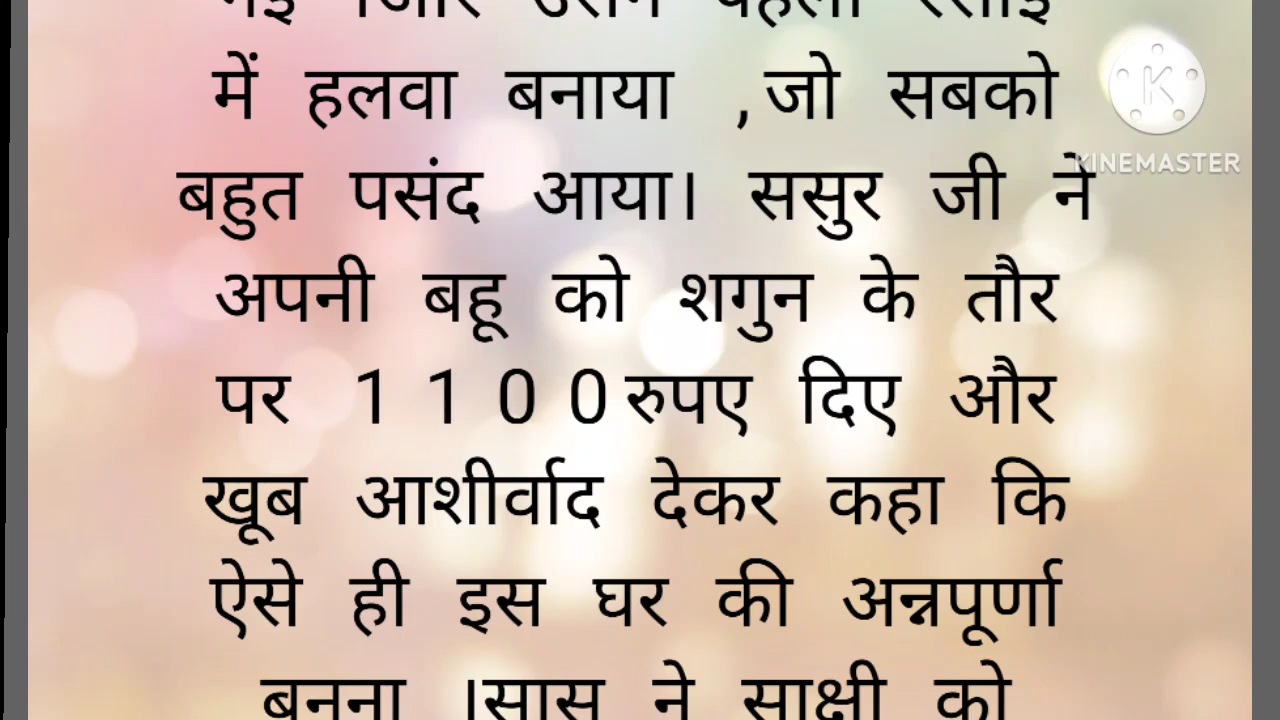 में हलवा बनाया ,जो सबको
बहुत पसंद आया। ससुर जी ने
अपनी बहू को शगुन के तौर
पर 1100रुपए दिए और
खूब आशीर्वाद देकर कहा कि
ऐसे ही इस घर की अन्नपूर्णा
बनना ।सास ने साक्षी को
KINEMASTER